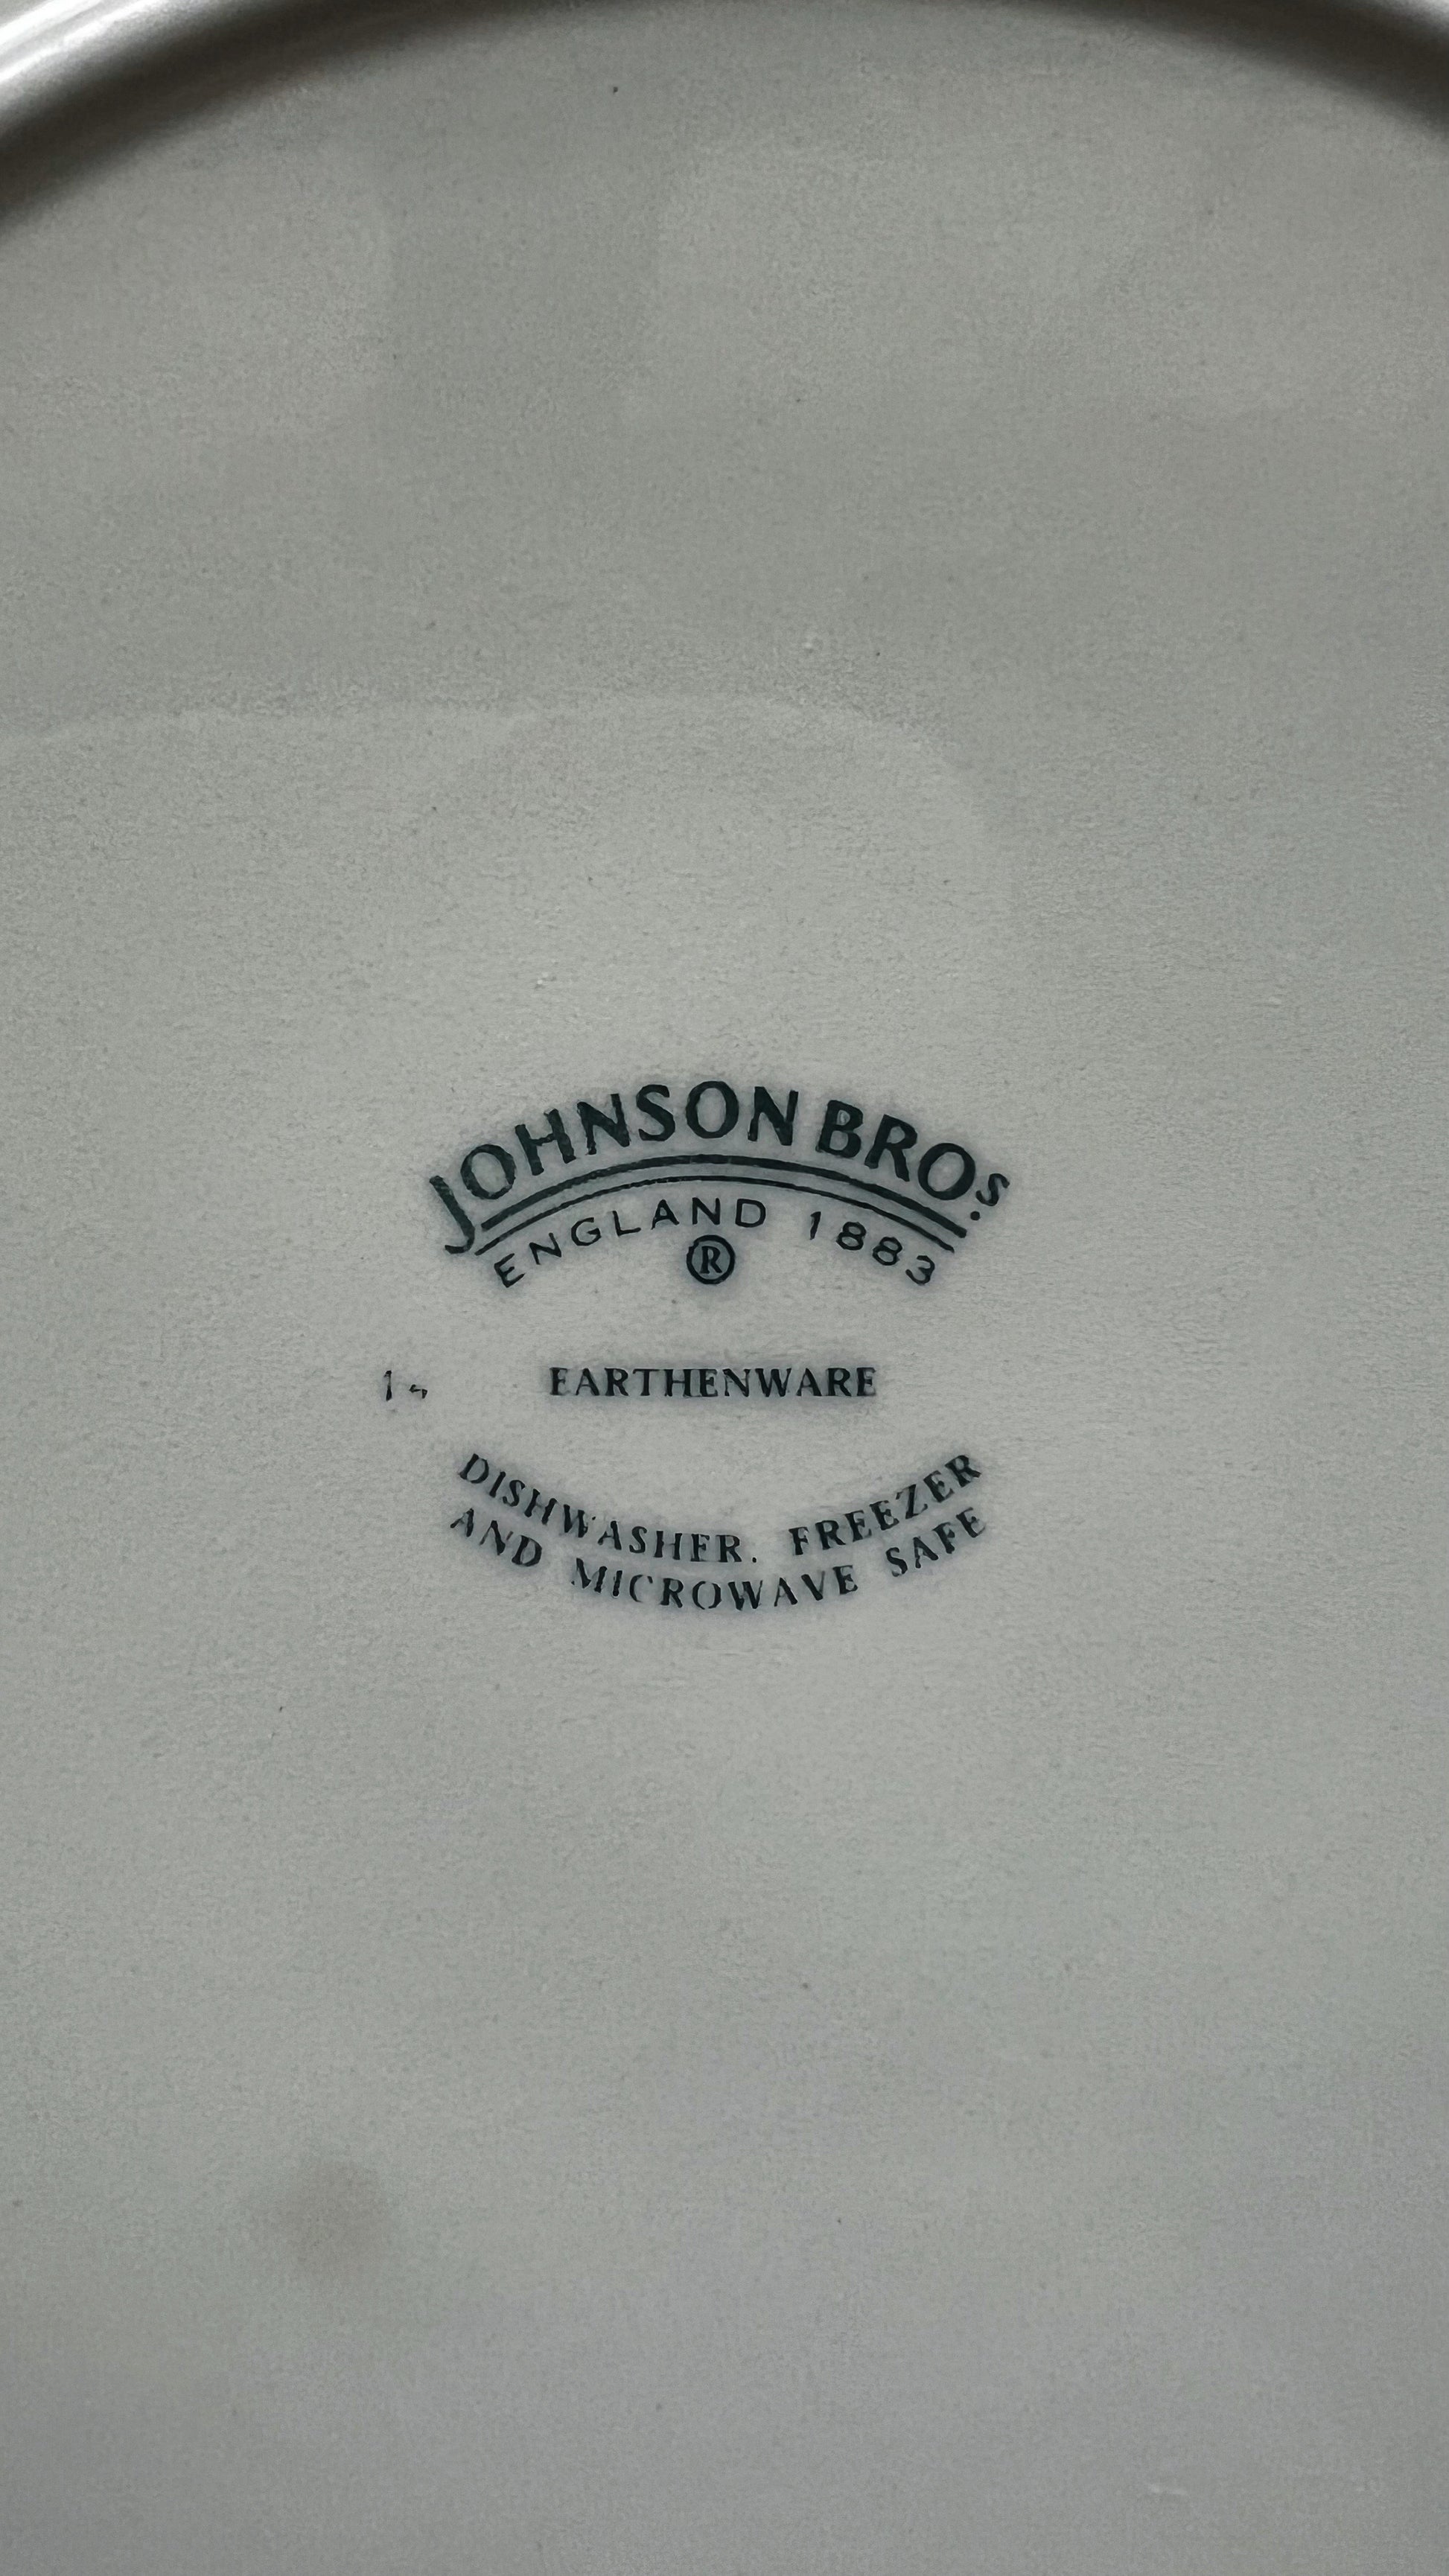 JOHNSON BROS.
ENGLAND 1883
®
EARTHENWARE
DISHWASHER. FREEZER
AND MICROWAVE SAFE